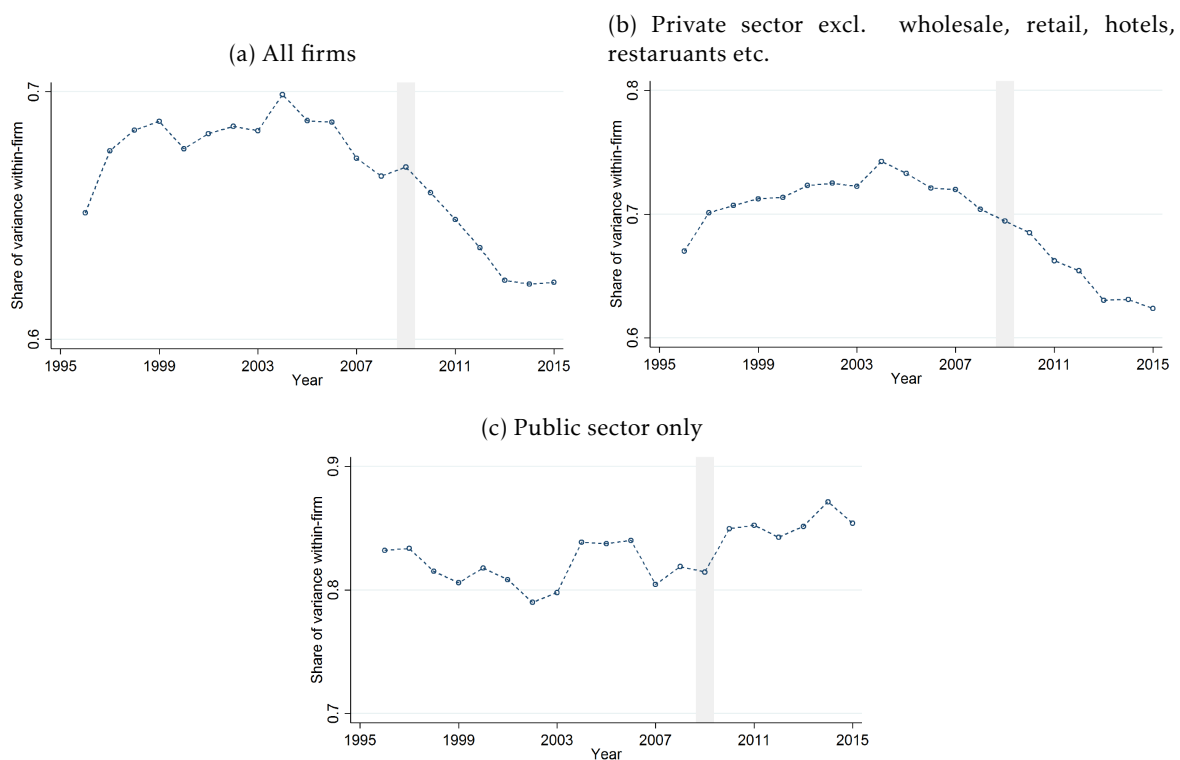 (a) All firms
Share of variance within-firm
0.7
0.6
1995 1999 2003 2007 2011 2015
Year
(b) Private sector excl. wholesale, retail, hotels,
restaruants etc.
Share of variance within-firm
0.8
0.7
0.6
1995 1999 2003 2007 2011 2015
Year
(c) Public sector only
Share of variance within-firm
0.9
0.8
0.7
1995 1999 2003 2007 2011 2015
Year